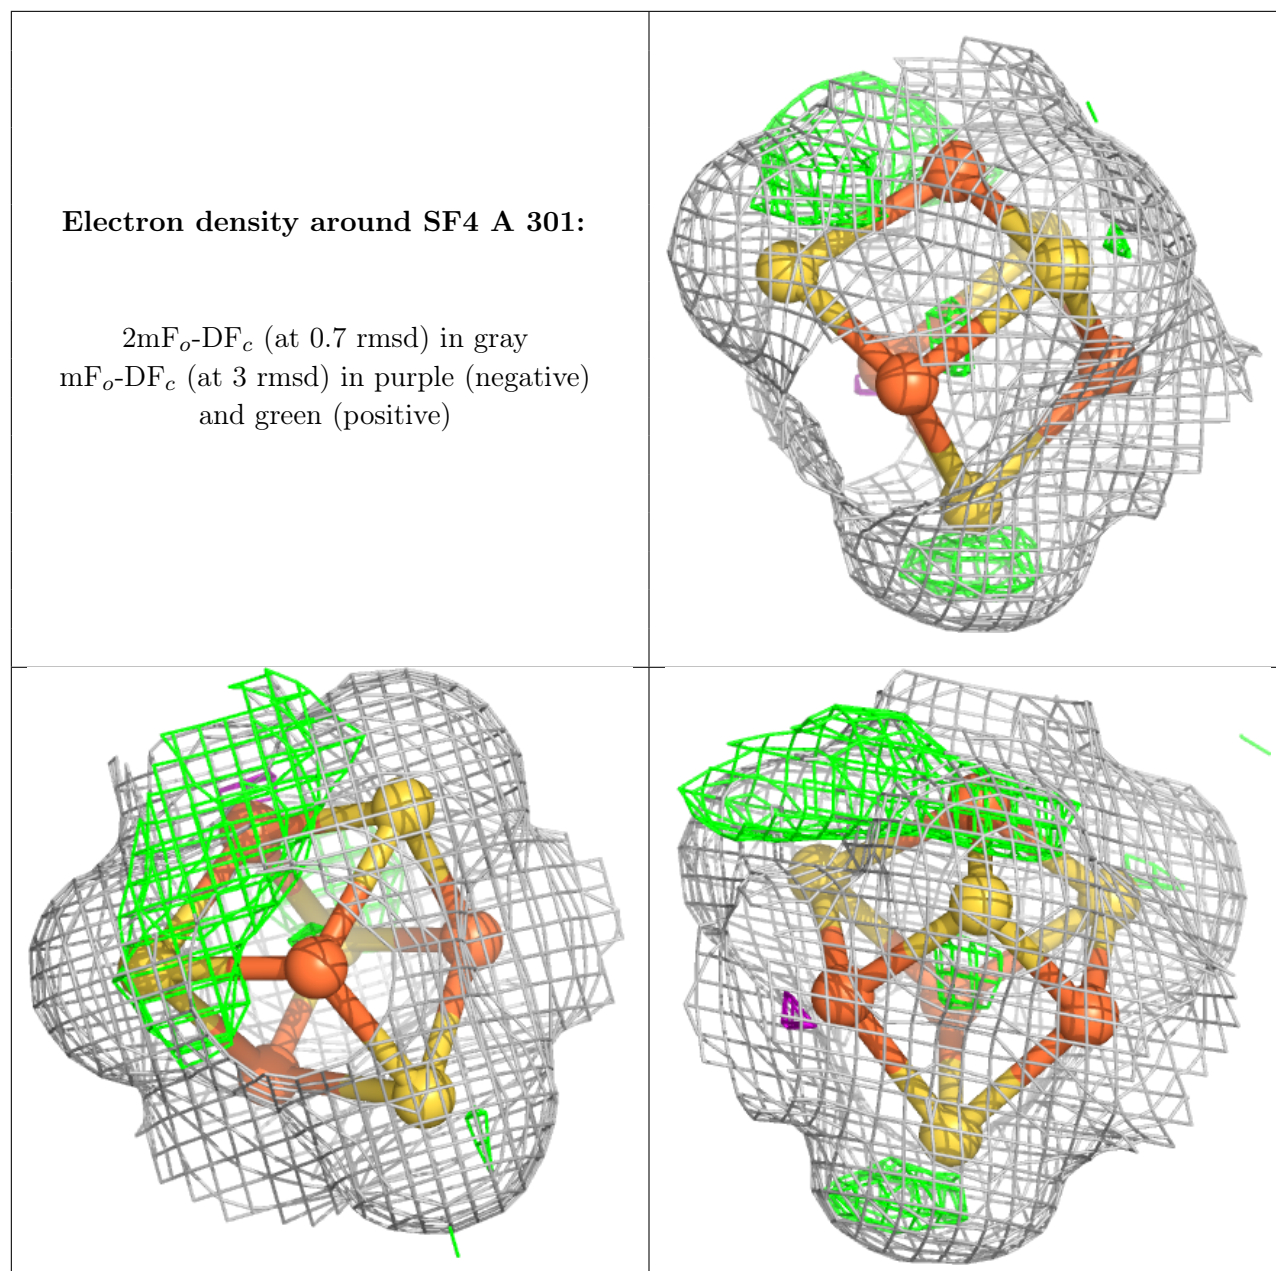 Electron density around SF4 A 301:
2mFo-DFc (at 0.7 rmsd) in gray
mFo-DFc (at 3 rmsd) in purple (negative)
and green (positive)